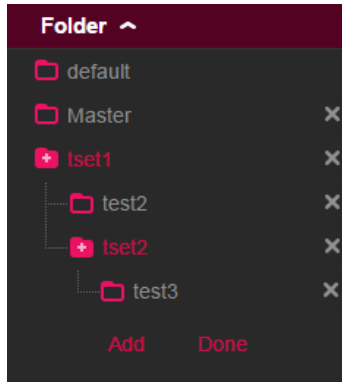 Folder
default
Master
tset1
test2
tset2
test3
Add Done